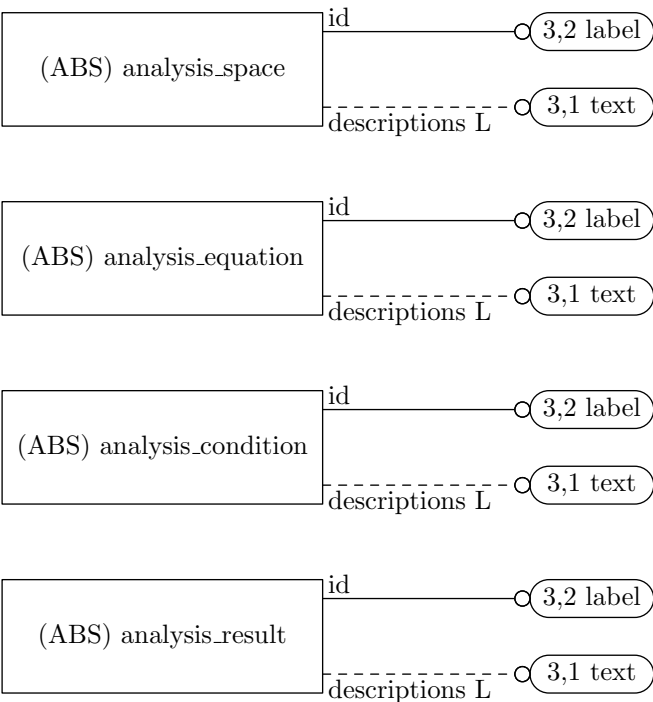 id
3,2 label
(ABS) analysis_space
3,1 text
descriptions L
id
3,2 label
(ABS) analysis_equation
3,1 text
descriptions L
id
3,2 label
(ABS) analysis_condition
3,1 text
descriptions L
id
3,2 label
(ABS) analysis_result
3,1 text
descriptions L